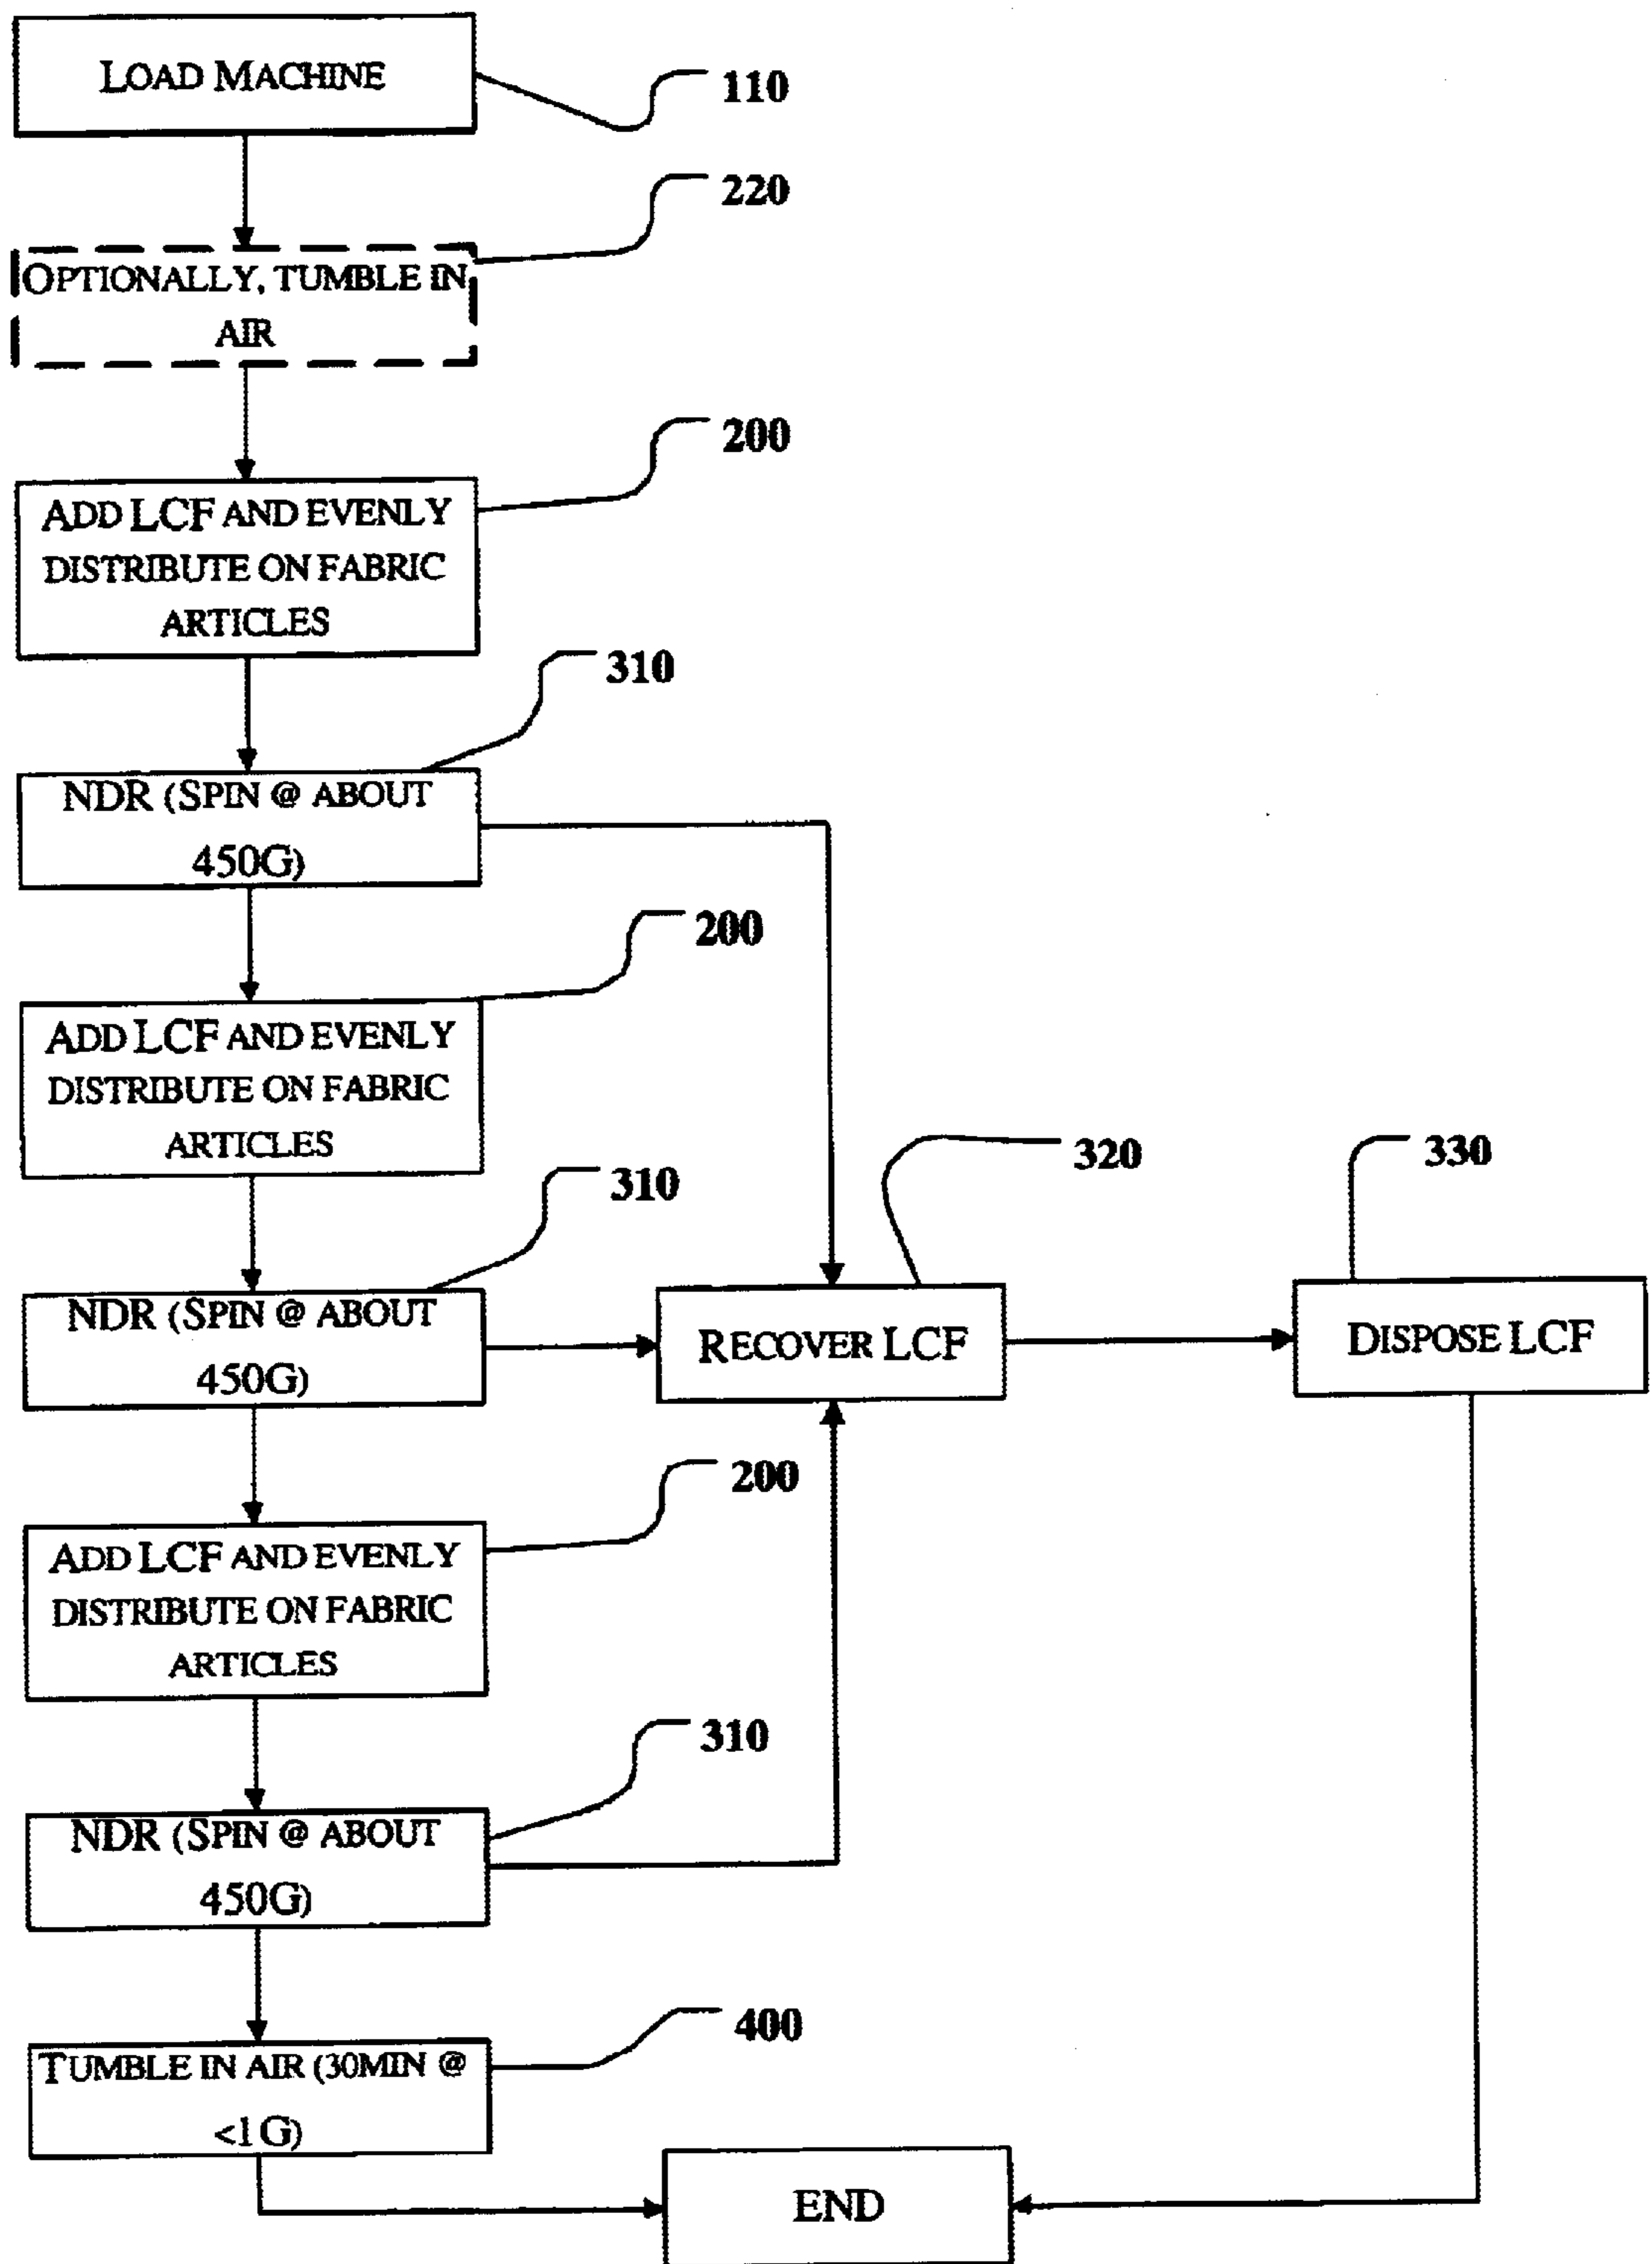 LOAD MACHINE
110
220
OPTIONALLY, TUMBLE IN
AIR
200
ADD LCF AND EVENLY
DISTRIBUTE ON FABRIC
ARTICLES
310
NDR (SPIN @ ABOUT
450G)
200
ADD LCF AND EVENLY
DISTRIBUTE ON FABRIC
ARTICLES
310
320
330
NDR (SPIN @ ABOUT
450G)
RECOVER LCF
DISPOSE LCF
200
ADD LCF AND EVENLY
DISTRIBUTE ON FABRIC
ARTICLES
310
NDR (SPIN @ ABOUT
450G)
400
TUMBLE IN AIR (30MIN @
<1G)
END